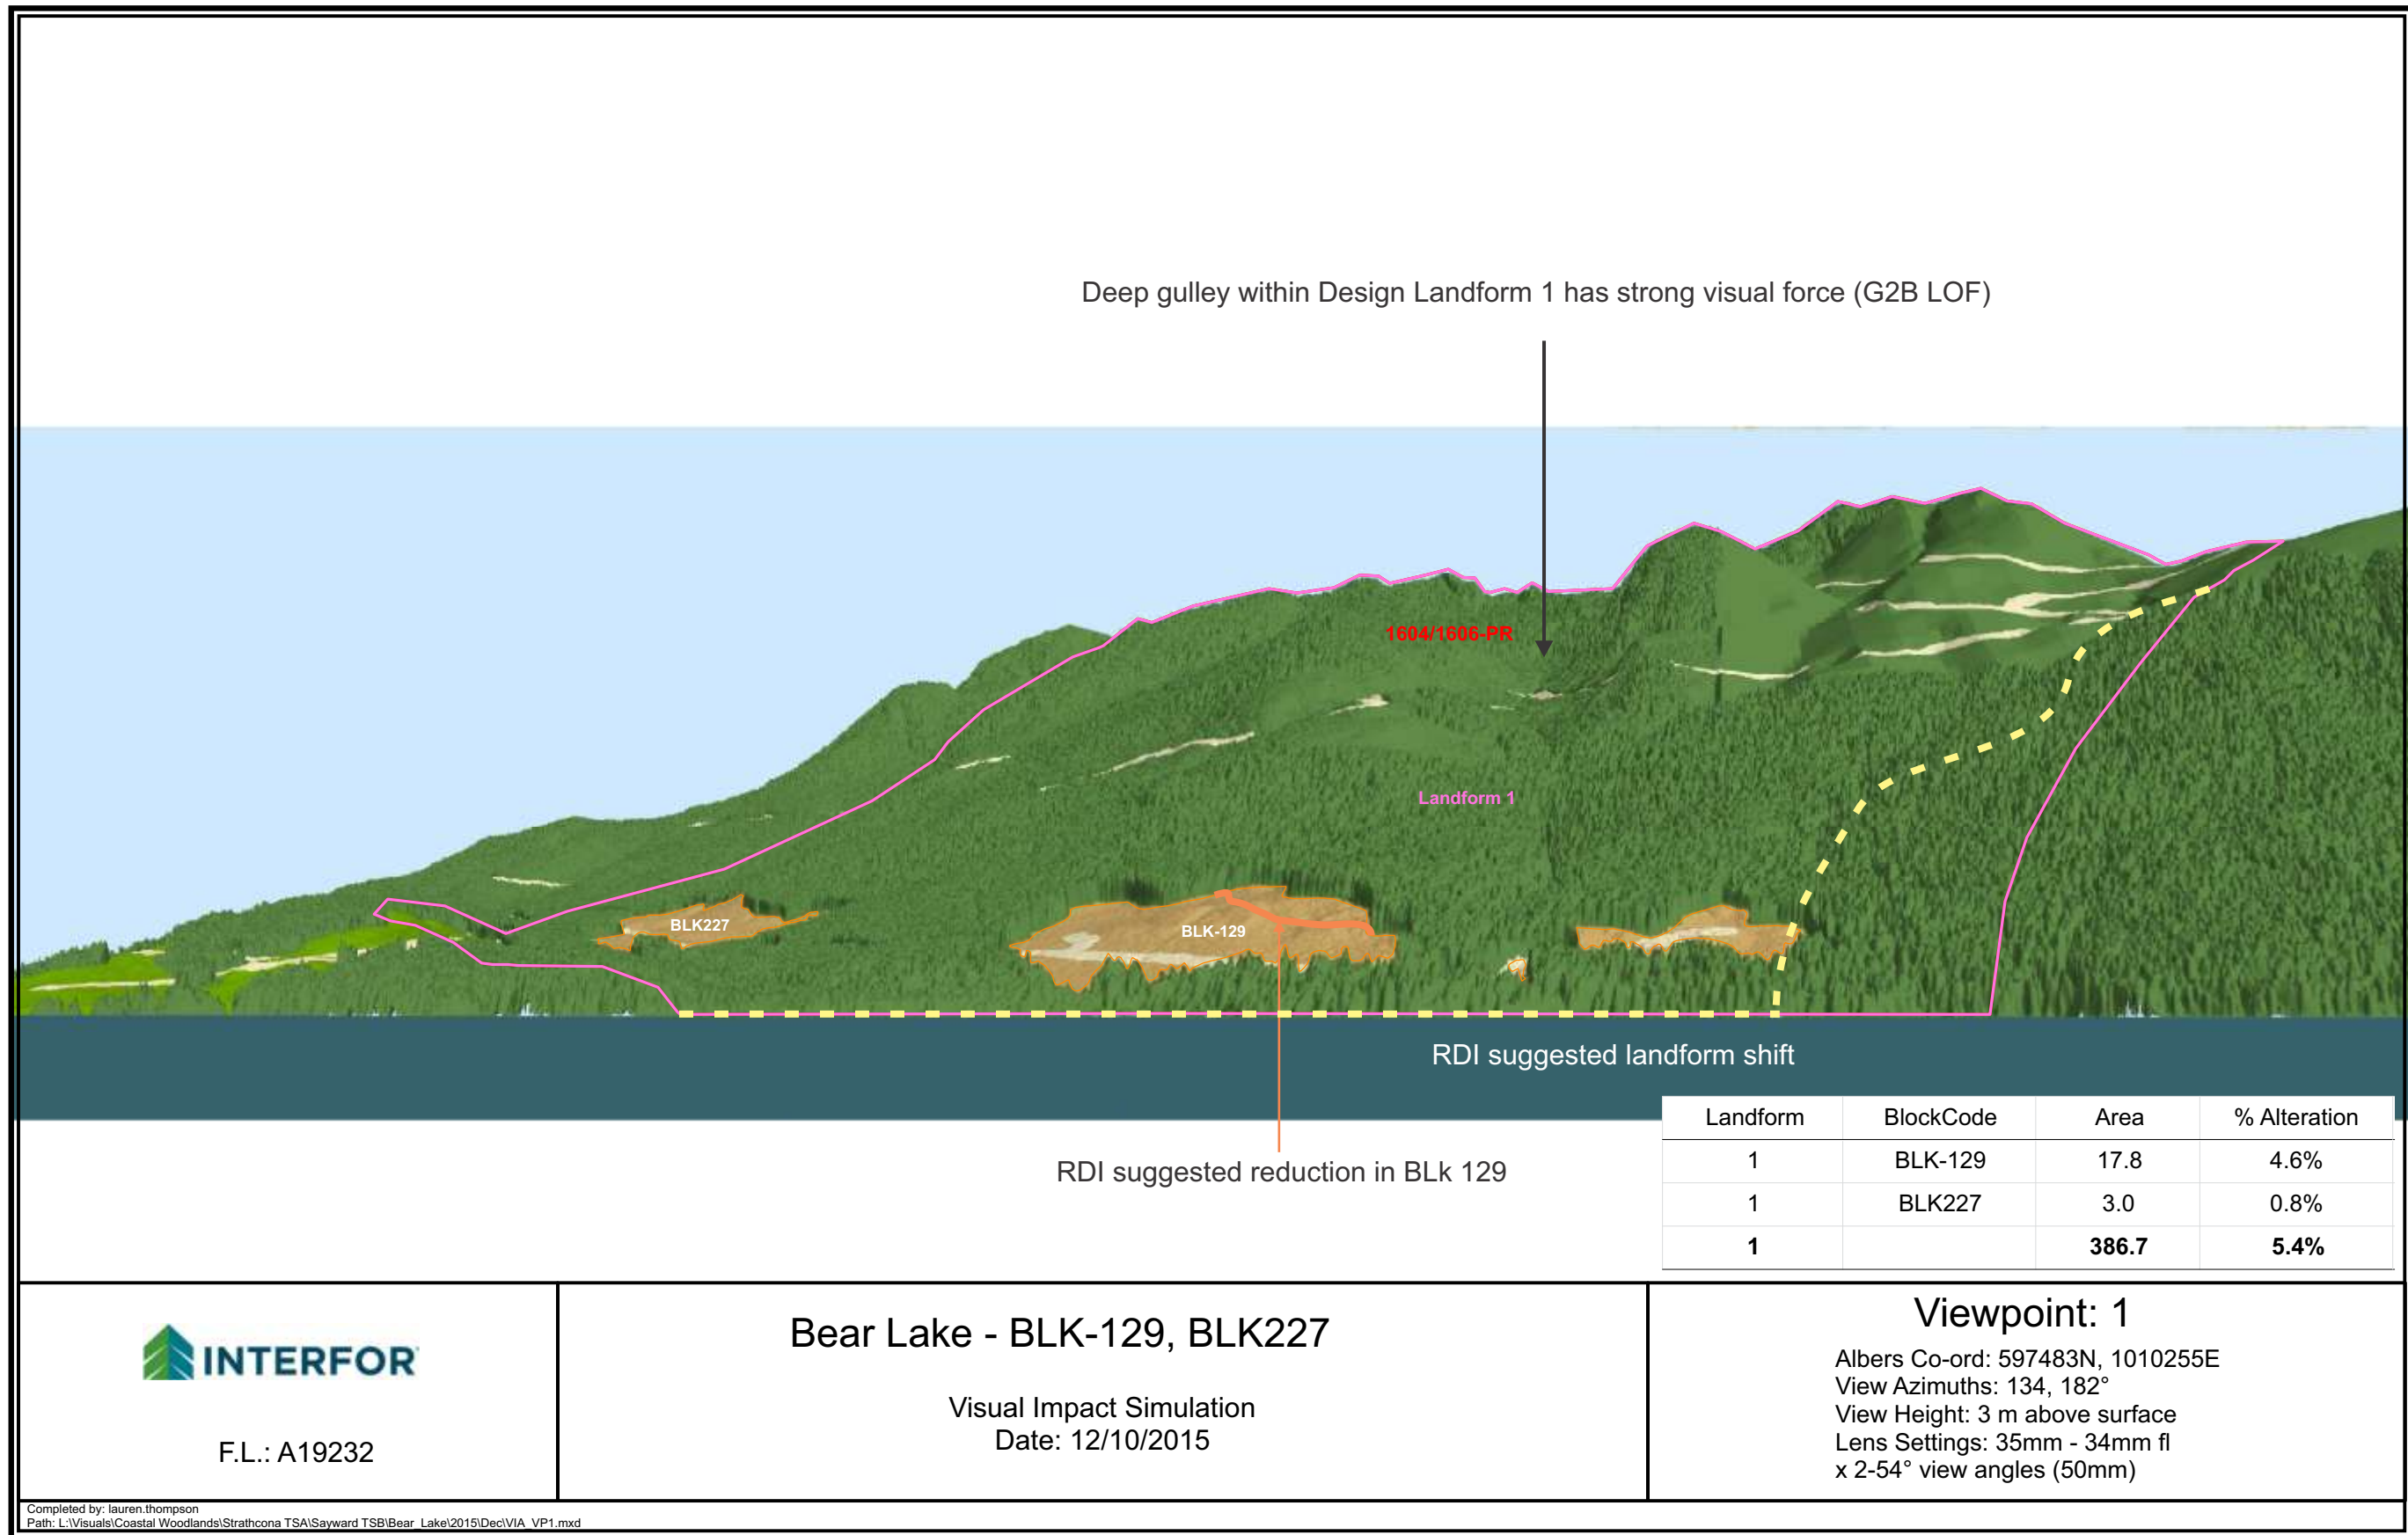 Deep gulley within Design Landform 1 has strong visual force (G2B LOF)
1604/1606-PR
Landform 1
BLK227
BLK-129
RDI suggested landform shift
RDI suggested reduction in BLk 129
Landform BlockCode Area % Alteration
1 BLK-129 17.8 4.6%
1 BLK227 3.0 0.8%
1 386.7 5.4%
INTERFOR
F.L.: A19232
Bear Lake - BLK-129, BLK227
Visual Impact Simulation
Date: 12/10/2015
Viewpoint: 1
Albers Co-ord: 597483N, 1010255E
View Azimuths: 134, 182°
View Height: 3 m above surface
Lens Settings: 35mm - 34mm fl
x 2-54° view angles (50mm)
Completed by: lauren.thompson
Path: L:\Visuals\Coastal Woodlands\Strathcona TSA\Sayward TSB\Bear_Lake\2015\Dec\VIA_VP1.mxd